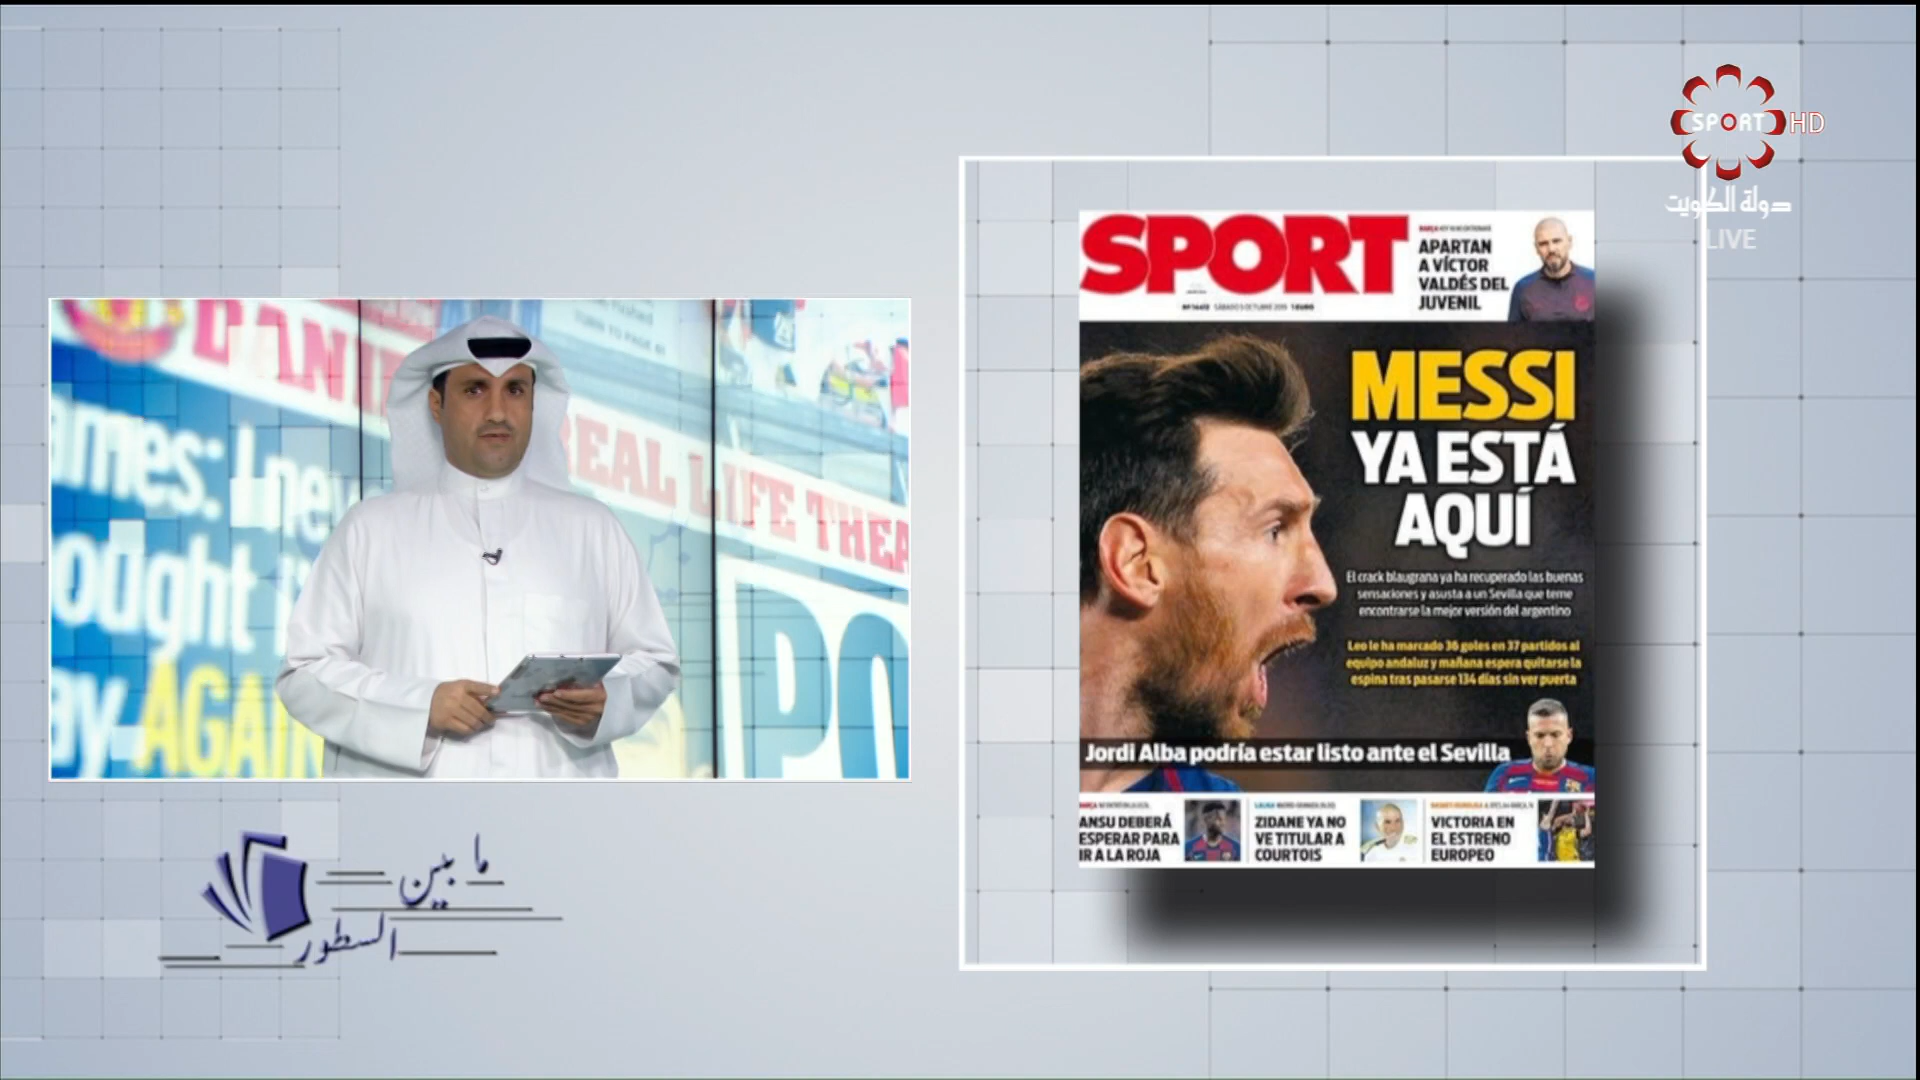 SPORT HD
دولة الكويت
LIVE
SPORT
APARTAN
A VÍCTOR
VALDÉS DEL
JUVENIL
MESSI
YA ESTÁ
AQUÍ
El crack blaugrana ya ha recuperado las buenas
sensaciones y asusta a un Sevilla que teme
encontrarse la mejor versión del argentino
Leo le ha marcado 36 goles en 37 partidos al
equipo andaluz y mañana espera quitarse la
espina tras pasarse 134 días sin ver puerta
Jordi Alba podría estar listo ante el Sevilla
ANSU DEBERÁ
ESPERAR PARA
IR A LA ROJA
ZIDANE YA NO
VE TITULAR A
COURTOIS
VICTORIA EN
EL ESTRENO
EUROPEO
REAL LIFE
ames: I
ought
ay AGAIN
ما بين
السطور